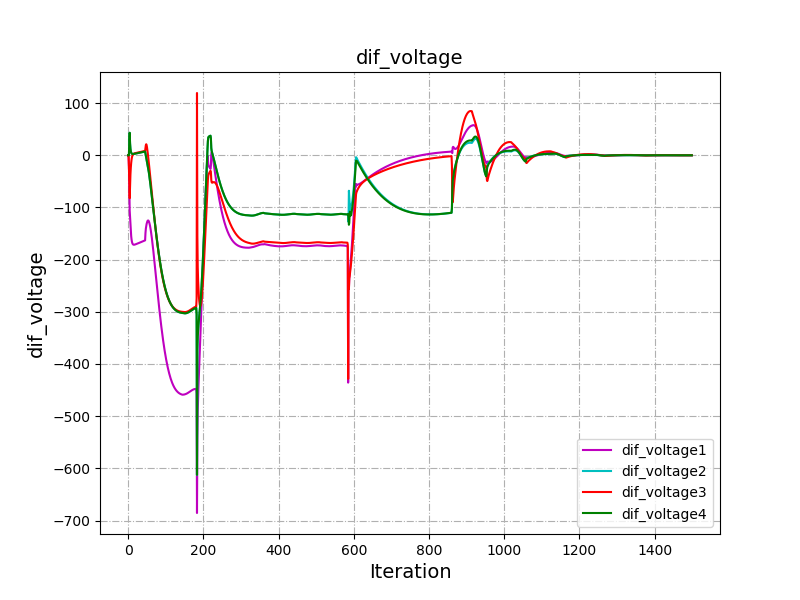 dif_voltage
dif_voltage
100
0
−100
−200
−300
−400
−500
−600
−700
0
200
400
600
800
1000
1200
1400
Iteration
dif_voltage1
dif_voltage2
dif_voltage3
dif_voltage4